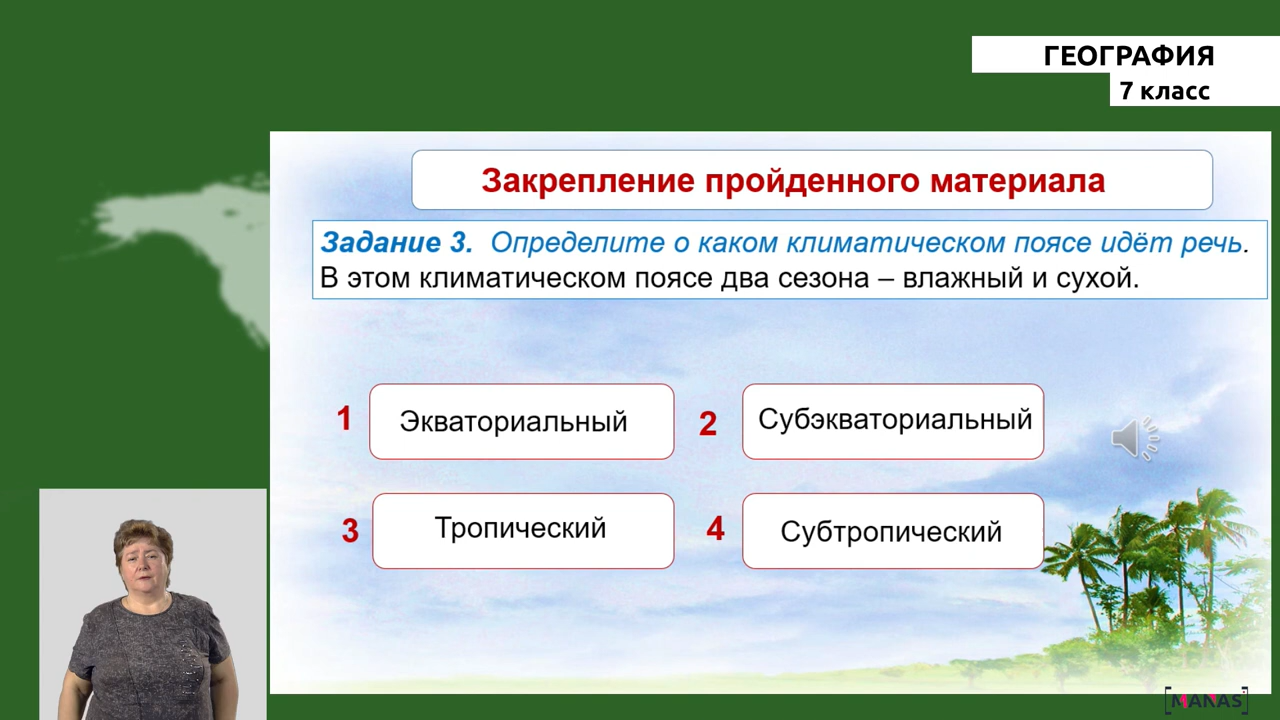 ГЕОГРАФИЯ
7 класс
Закрепление пройденного материала
Задание 3. Определите о каком климатическом поясе идёт речь.
В этом климатическом поясе два сезона – влажный и сухой.
1 Экваториальный
2 Субэкваториальный
3 Тропический
4 Субтропический
[MANAS]